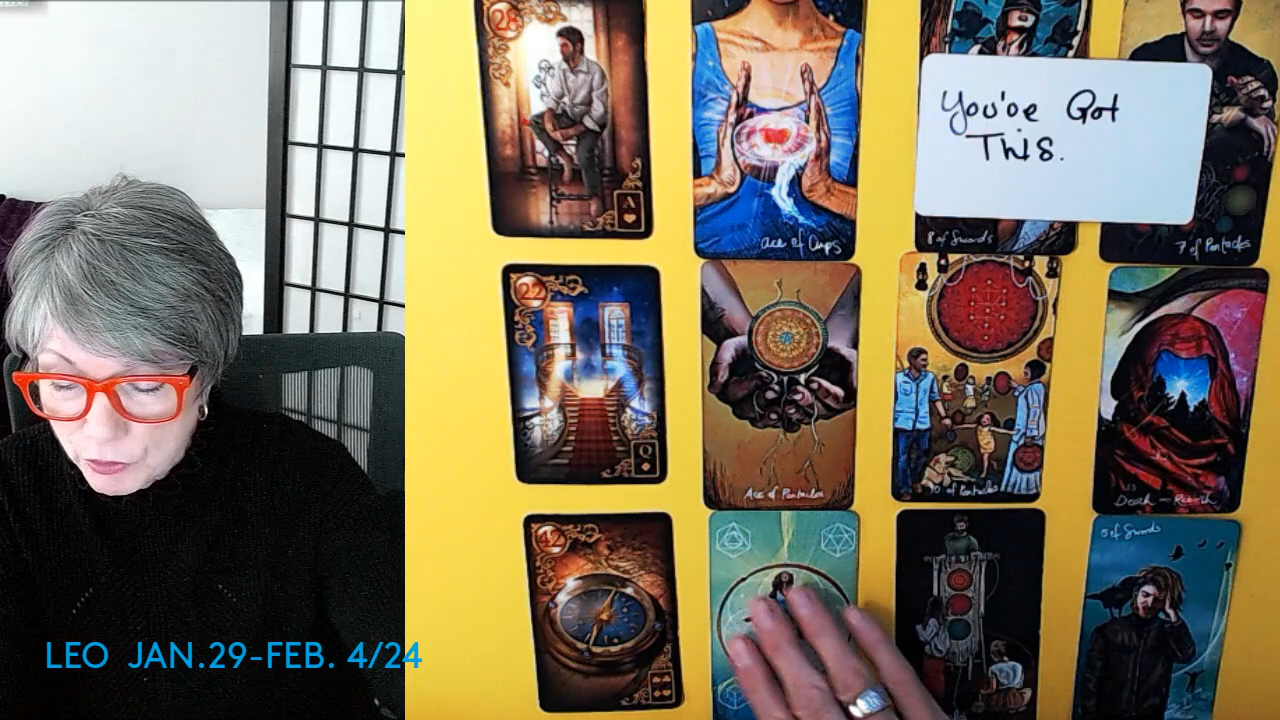 28
A
ace of Cups
You've Got
This.
8 of Swords
7 of Pentacles
22
Q
Ace of Pentacles
10 of Pentacles
Death - Rebirth
42
5 of Swords
LEO JAN.29-FEB. 4/24